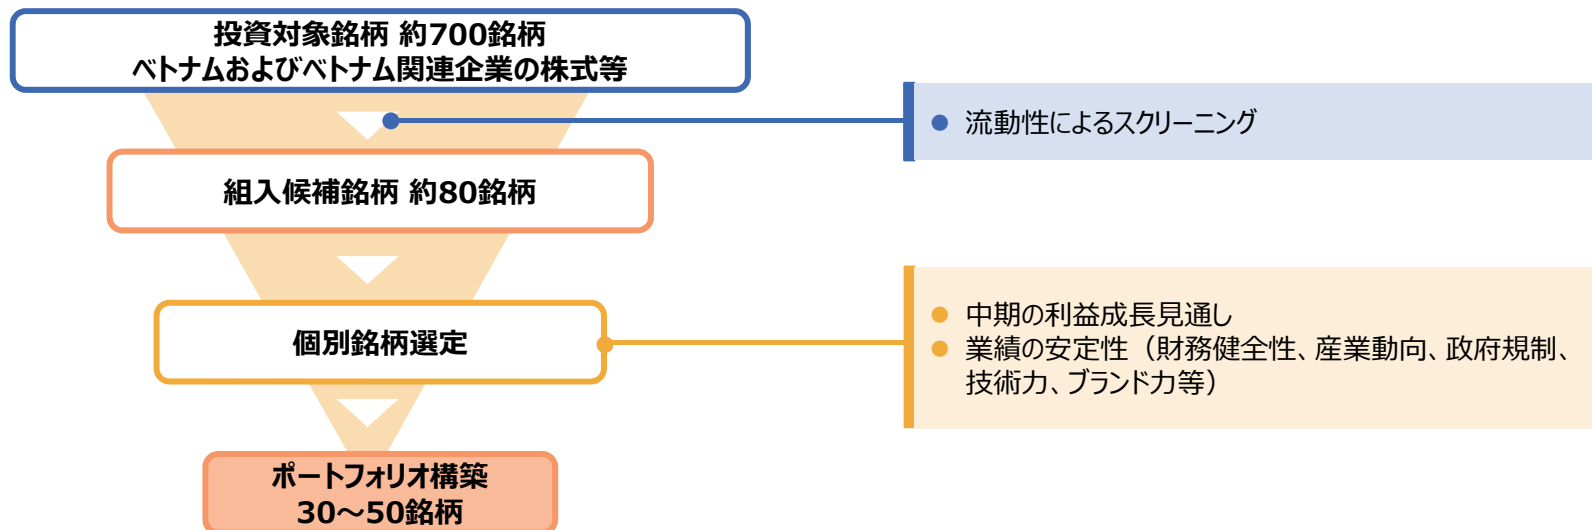 投資対象銘柄 約700銘柄
ベトナムおよびベトナム関連企業の株式等
● 流動性によるスクリーニング
組入候補銘柄 約80銘柄
個別銘柄選定
● 中期の利益成長見通し
● 業績の安定性（財務健全性、産業動向、政府規制、
技術力、ブランド力等）
ポートフォリオ構築
30～50銘柄